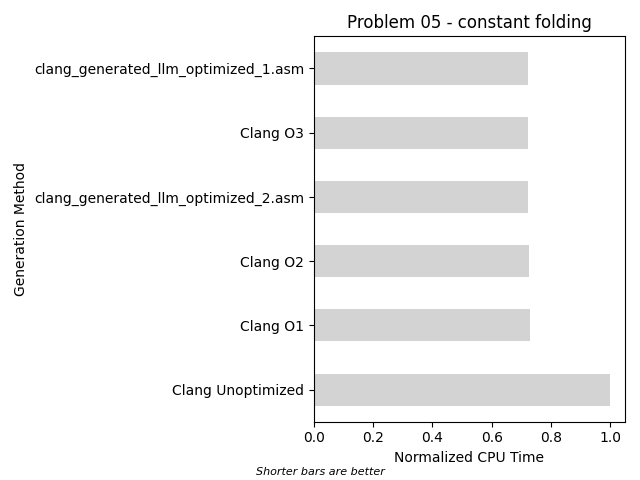 Problem 05 - constant folding
clang_generated_llm_optimized_1.asm
Clang O3
clang_generated_llm_optimized_2.asm
Clang O2
Clang O1
Clang Unoptimized
Generation Method
0.0 0.2 0.4 0.6 0.8 1.0
Normalized CPU Time
Shorter bars are better